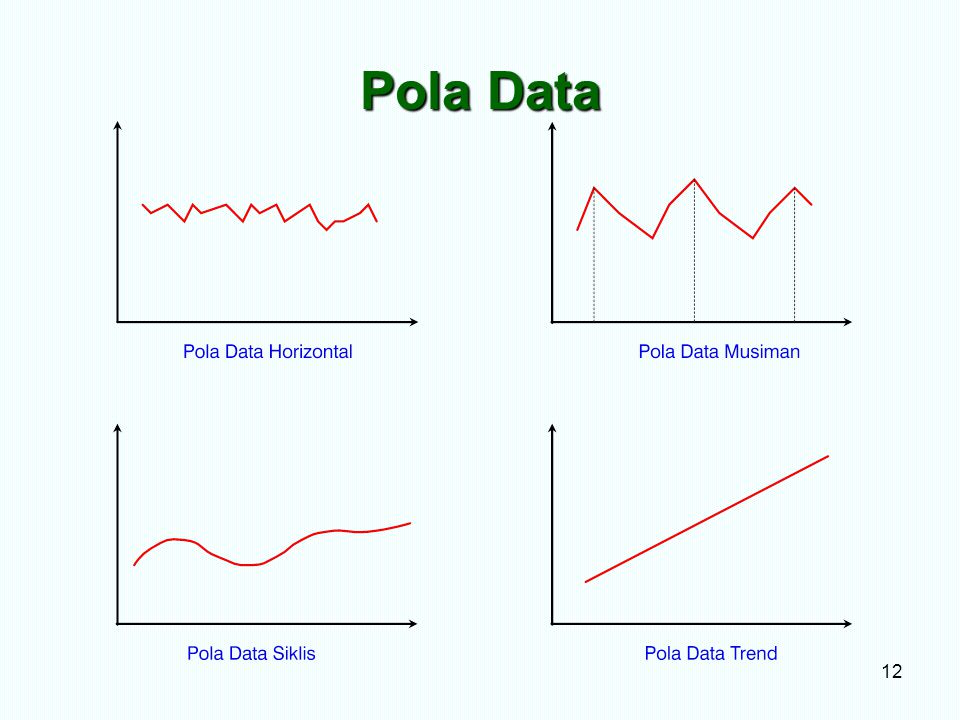 Pola Data
Pola Data Horizontal
Pola Data Musiman
Pola Data Siklis
Pola Data Trend
12